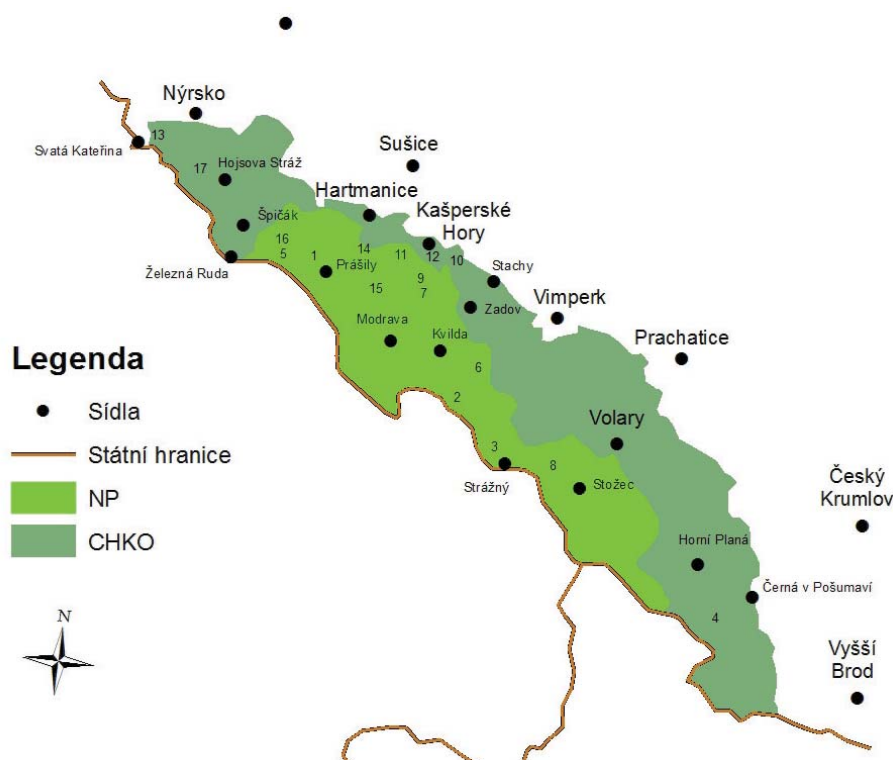 Nýrsko
13
Svatá Kateřina
Sušice
17
Hojsova Stráž
Hartmanice
Kašperské
Hory
Špičák
16
5
1
14
11
12
10
Železná Ruda
Prášily
Stachy
15
9
7
Zadov
Vimperk
Modrava
Kvilda
Prachatice
6
Legenda
2
Sídla
Volary
Státní hranice
3
8
Strážný
Stožec
NP
Český
Krumlov
CHKO
Horní Planá
Černá v Pošumaví
4
N
Vyšší
Brod